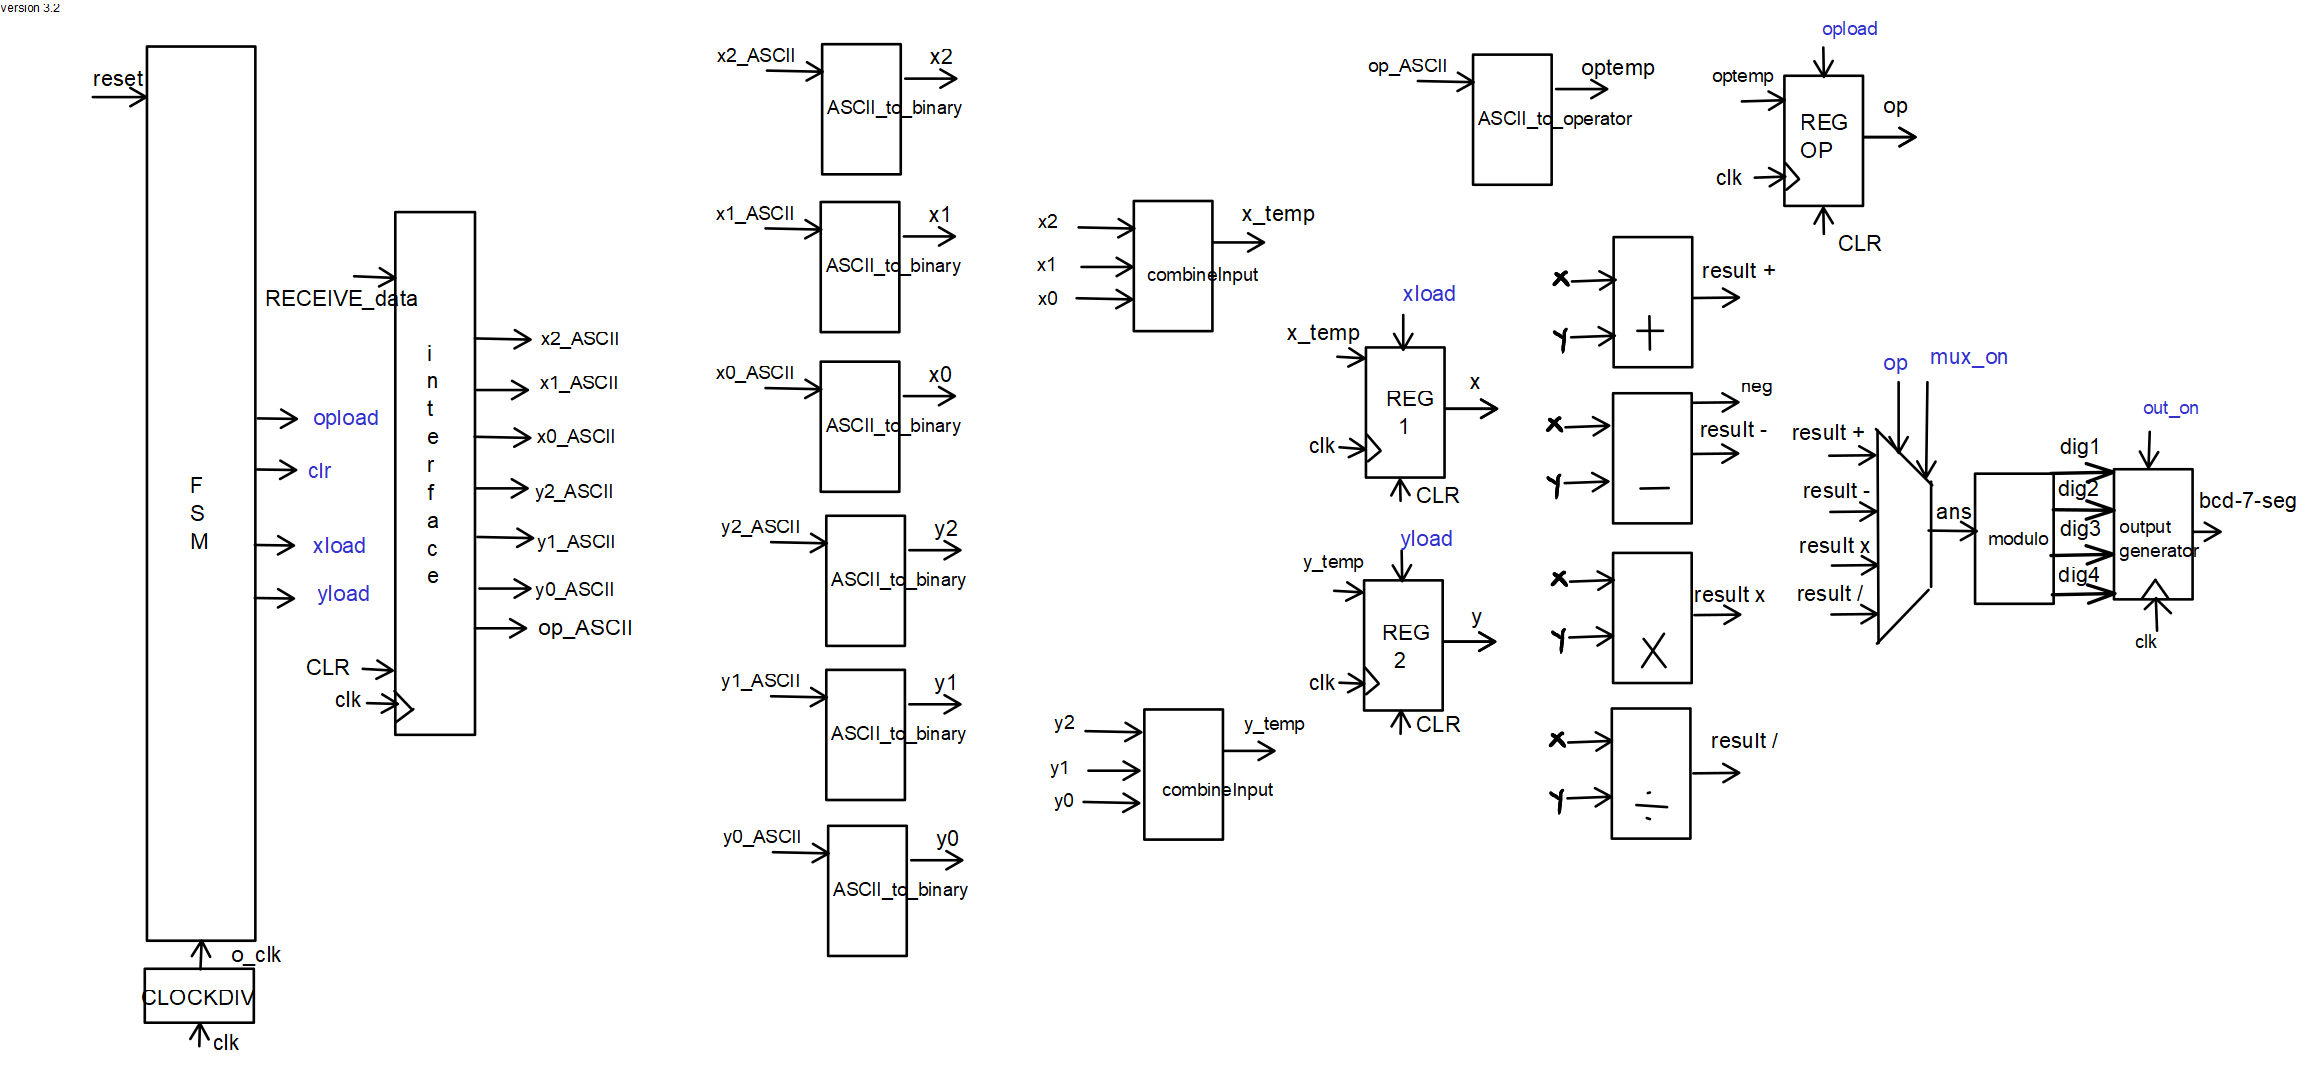 version 3.2
reset
FSM
opload
clr
xload
yload
o_clk
CLOCKDIV
clk
RECEIVE_data
interface
CLR
clk
x2_ASCII
x1_ASCII
x0_ASCII
y2_ASCII
y1_ASCII
y0_ASCII
op_ASCII
x2_ASCII
x2
ASCII_to_binary
x1_ASCII
x1
ASCII_to_binary
x0_ASCII
x0
ASCII_to_binary
y2_ASCII
y2
ASCII_to_binary
y1_ASCII
y1
ASCII_to_binary
y0_ASCII
y0
ASCII_to_binary
x2
x1
x0
combineInput
x_temp
y2
y1
y0
combineInput
y_temp
op_ASCII
ASCII_to_operator
optemp
opload
optemp
REG
OP
op
clk
CLR
xload
x_temp
REG
1
x
clk
CLR
yload
y_temp
REG
2
y
clk
CLR
X
Y
+
result +
X
Y
-
neg
result -
X
Y
X
result x
X
Y
÷
result /
op
mux_on
result +
result -
result x
result /
ans
modulo
dig1
dig2
dig3
dig4
out_on
output
generator
clk
bcd-7-seg